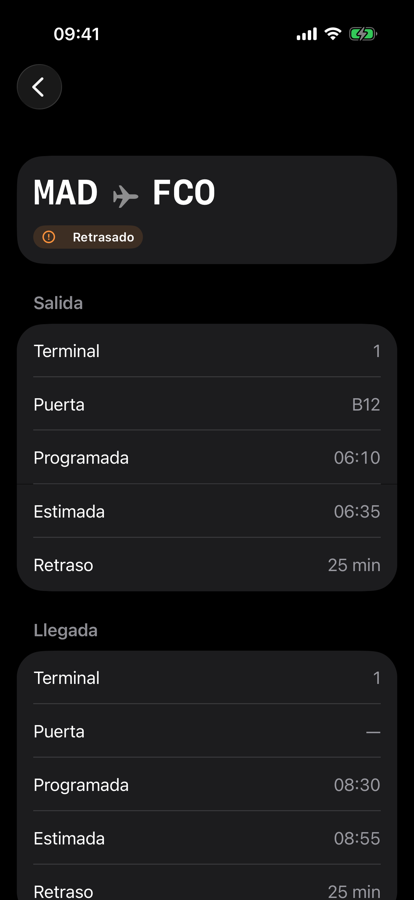 09:41
MAD FCO
Retrasado
Salida
Terminal 1
Puerta B12
Programada 06:10
Estimada 06:35
Retraso 25 min
Llegada
Terminal 1
Puerta —
Programada 08:30
Estimada 08:55
Retraso 25 min